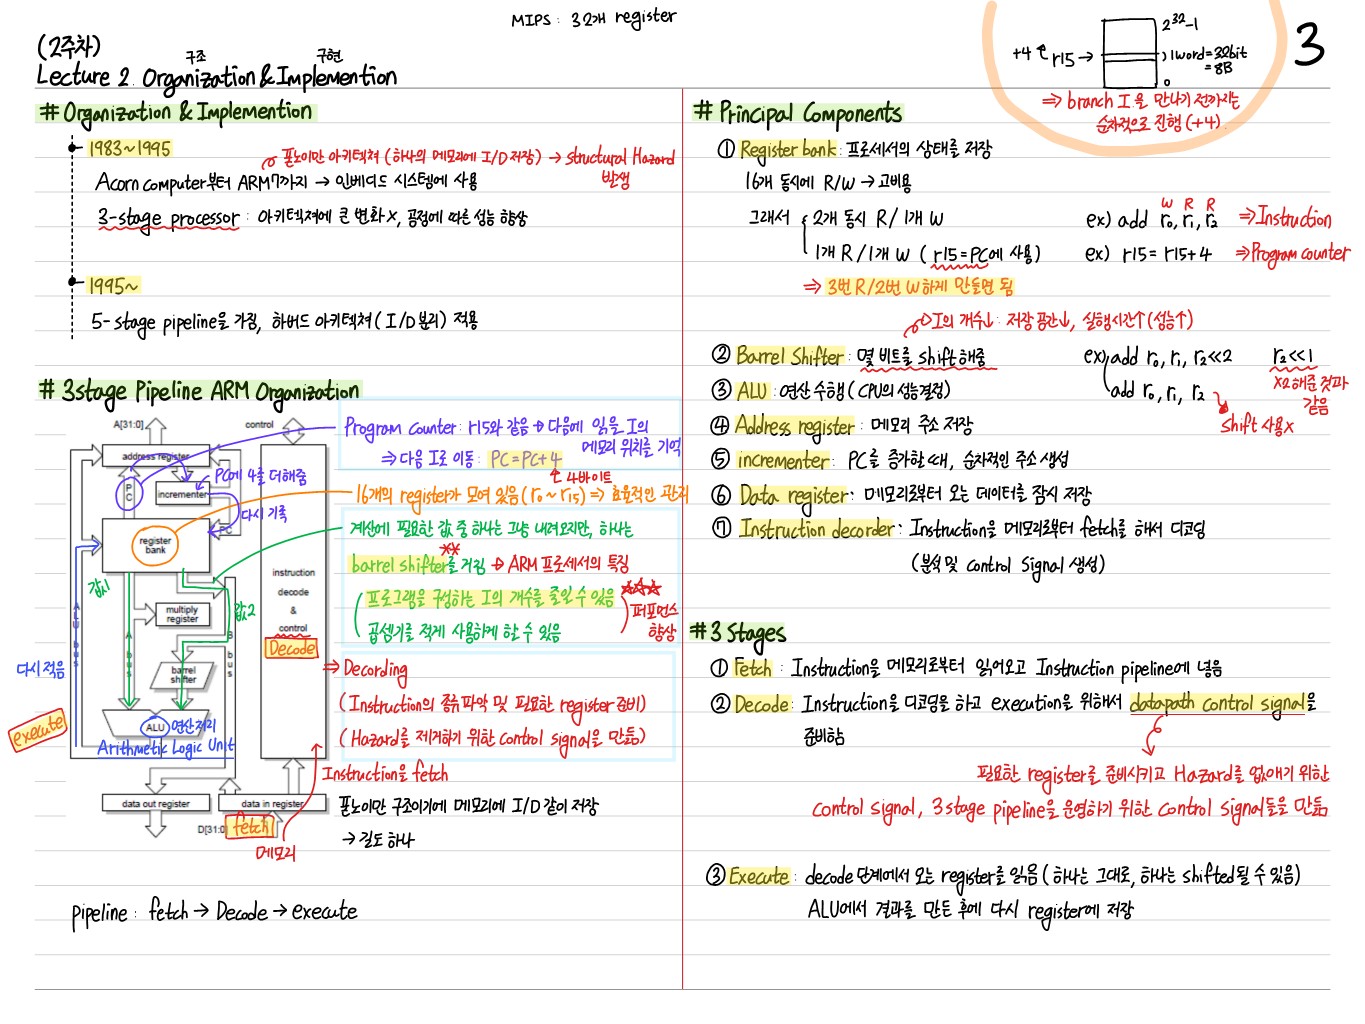 MIPS : 32개 register
3
(2주차)
구조 구현
Lecture 2. Organization & Implemention
+4 r15 →
2^32-1
1word=32bit
=8B
0
⇒ branch I을 만나기 전까지는
순차적으로 진행 (+4)
# Organization & Implemention
1983~1995
폰노이만 아키텍쳐 (하나의 메모리에 I/D 저장) → structural Hazard
발생
Acorn computer부터 ARM7까지 → 임베디드 시스템에 사용
3-stage processor : 아키텍쳐에 큰 변화 X, 공정에 따른 성능 향상
1995~
5-stage pipeline을 가짐, 하버드 아키텍쳐 (I/D 분리) 적용
# 3stage Pipeline ARM Organization
A[31:0]
control
address register
PC
incrementer
PC에 4를 더해줌
다시 기록
PC
register
bank
값1
값2
multiply
register
A bus
B bus
ALU bus
barrel
shifter
다시 적음
execute
ALU
연산처리
Arithmetic Logic Unit
instruction
decode
&
control
Decode
data out register
data in register
D[31:0]
fetch
메모리
Program counter : r15와 같음 → 다음에 읽을 I의
메모리 위치를 기억
⇒ 다음 I로 이동 : PC = PC+4
4바이트
16개의 register가 모여 있음 (r0 ~ r15) ⇒ 효율적인 관리
계산에 필요한 값 중 하나는 그냥 내려오지만, 하나는
barrel shifter를 거침 → ARM 프로세서의 특징
프로그램을 구성하는 I의 개수를 줄일 수 있음
곱셈기를 적게 사용하게 할 수 있음
퍼포먼스
향상
⇒ Decording
(Instruction의 종류 파악 및 필요한 register 준비)
(Hazard를 제거하기 위한 control signal을 만듦)
Instruction을 fetch
폰노이만 구조이기에 메모리에 I/D 같이 저장
→ 길도 하나
pipeline : fetch → Decode → execute
# Principal Components
① Register bank : 프로세서의 상태를 저장
16개 동시에 R/W → 고비용
그래서 2개 동시 R / 1개 W
W R R
ex) add r0, r1, r2 ⇒ Instruction
1개 R / 1개 W ( r15=PC에 사용)
ex) r15 = r15+4 ⇒ Program counter
⇒ 3번 R/2번 W하게 만들면 됨
I의 개수↓ : 저장 공간↓, 실행시간↑ (성능↑)
② Barrel Shifter : 몇 비트를 shift 해줌
ex) add r0, r1, r2<<2
r2<<1
x2 해준 것과
같음
add r0, r1, r2
shift 사용 X
③ ALU : 연산 수행 (CPU의 성능결정)
④ Address register : 메모리 주소 저장
⑤ incrementer : PC를 증가할 때, 순차적인 주소 생성
⑥ Data register : 메모리로부터 오는 데이터를 잠시 저장
⑦ Instruction decorder : Instruction을 메모리로부터 fetch를 하여 디코딩
(분석 및 control signal 생성)
# 3 Stages
① Fetch : Instruction을 메모리로부터 읽어오고 Instruction pipeline에 넣음
② Decode : Instruction을 디코딩을 하고 execution을 위해서 datapath control signal을
준비함
필요한 register를 준비시키고 Hazard를 없애기 위한
control signal, 3stage pipeline을 운영하기 위한 control signal들을 만듦
③ Execute : decode 단계에서 오는 register를 읽음 (하나는 그대로, 하나는 shifted될 수 있음)
ALU에서 결과를 만든 후에 다시 register에 저장